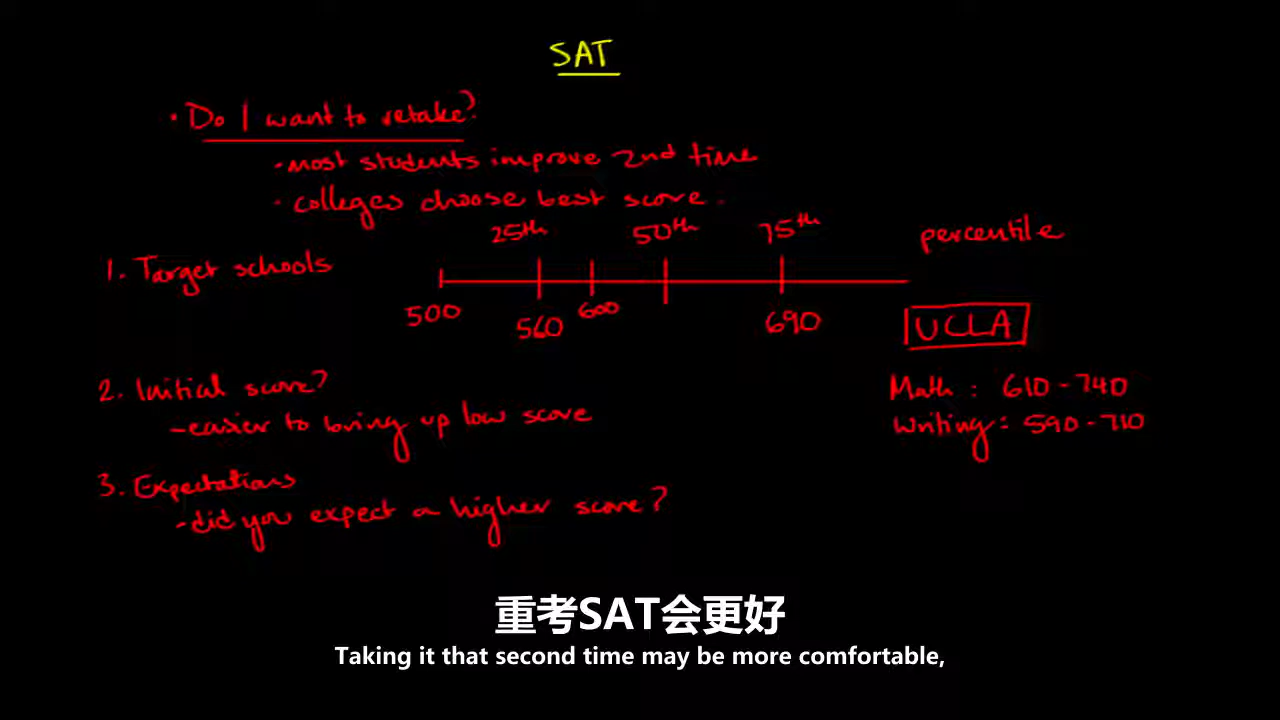 SAT
• Do I want to retake?
• most students improve 2nd time
• colleges choose best score.
25th 50th 75th percentile
1. Target schools
500 560 600 690
UCLA
2. Initial score?
- easier to bring up low score
Math : 610 - 740
Writing : 590 - 710
3. Expectations
- did you expect a higher score?
重考SAT会更好
Taking it that second time may be more comfortable,